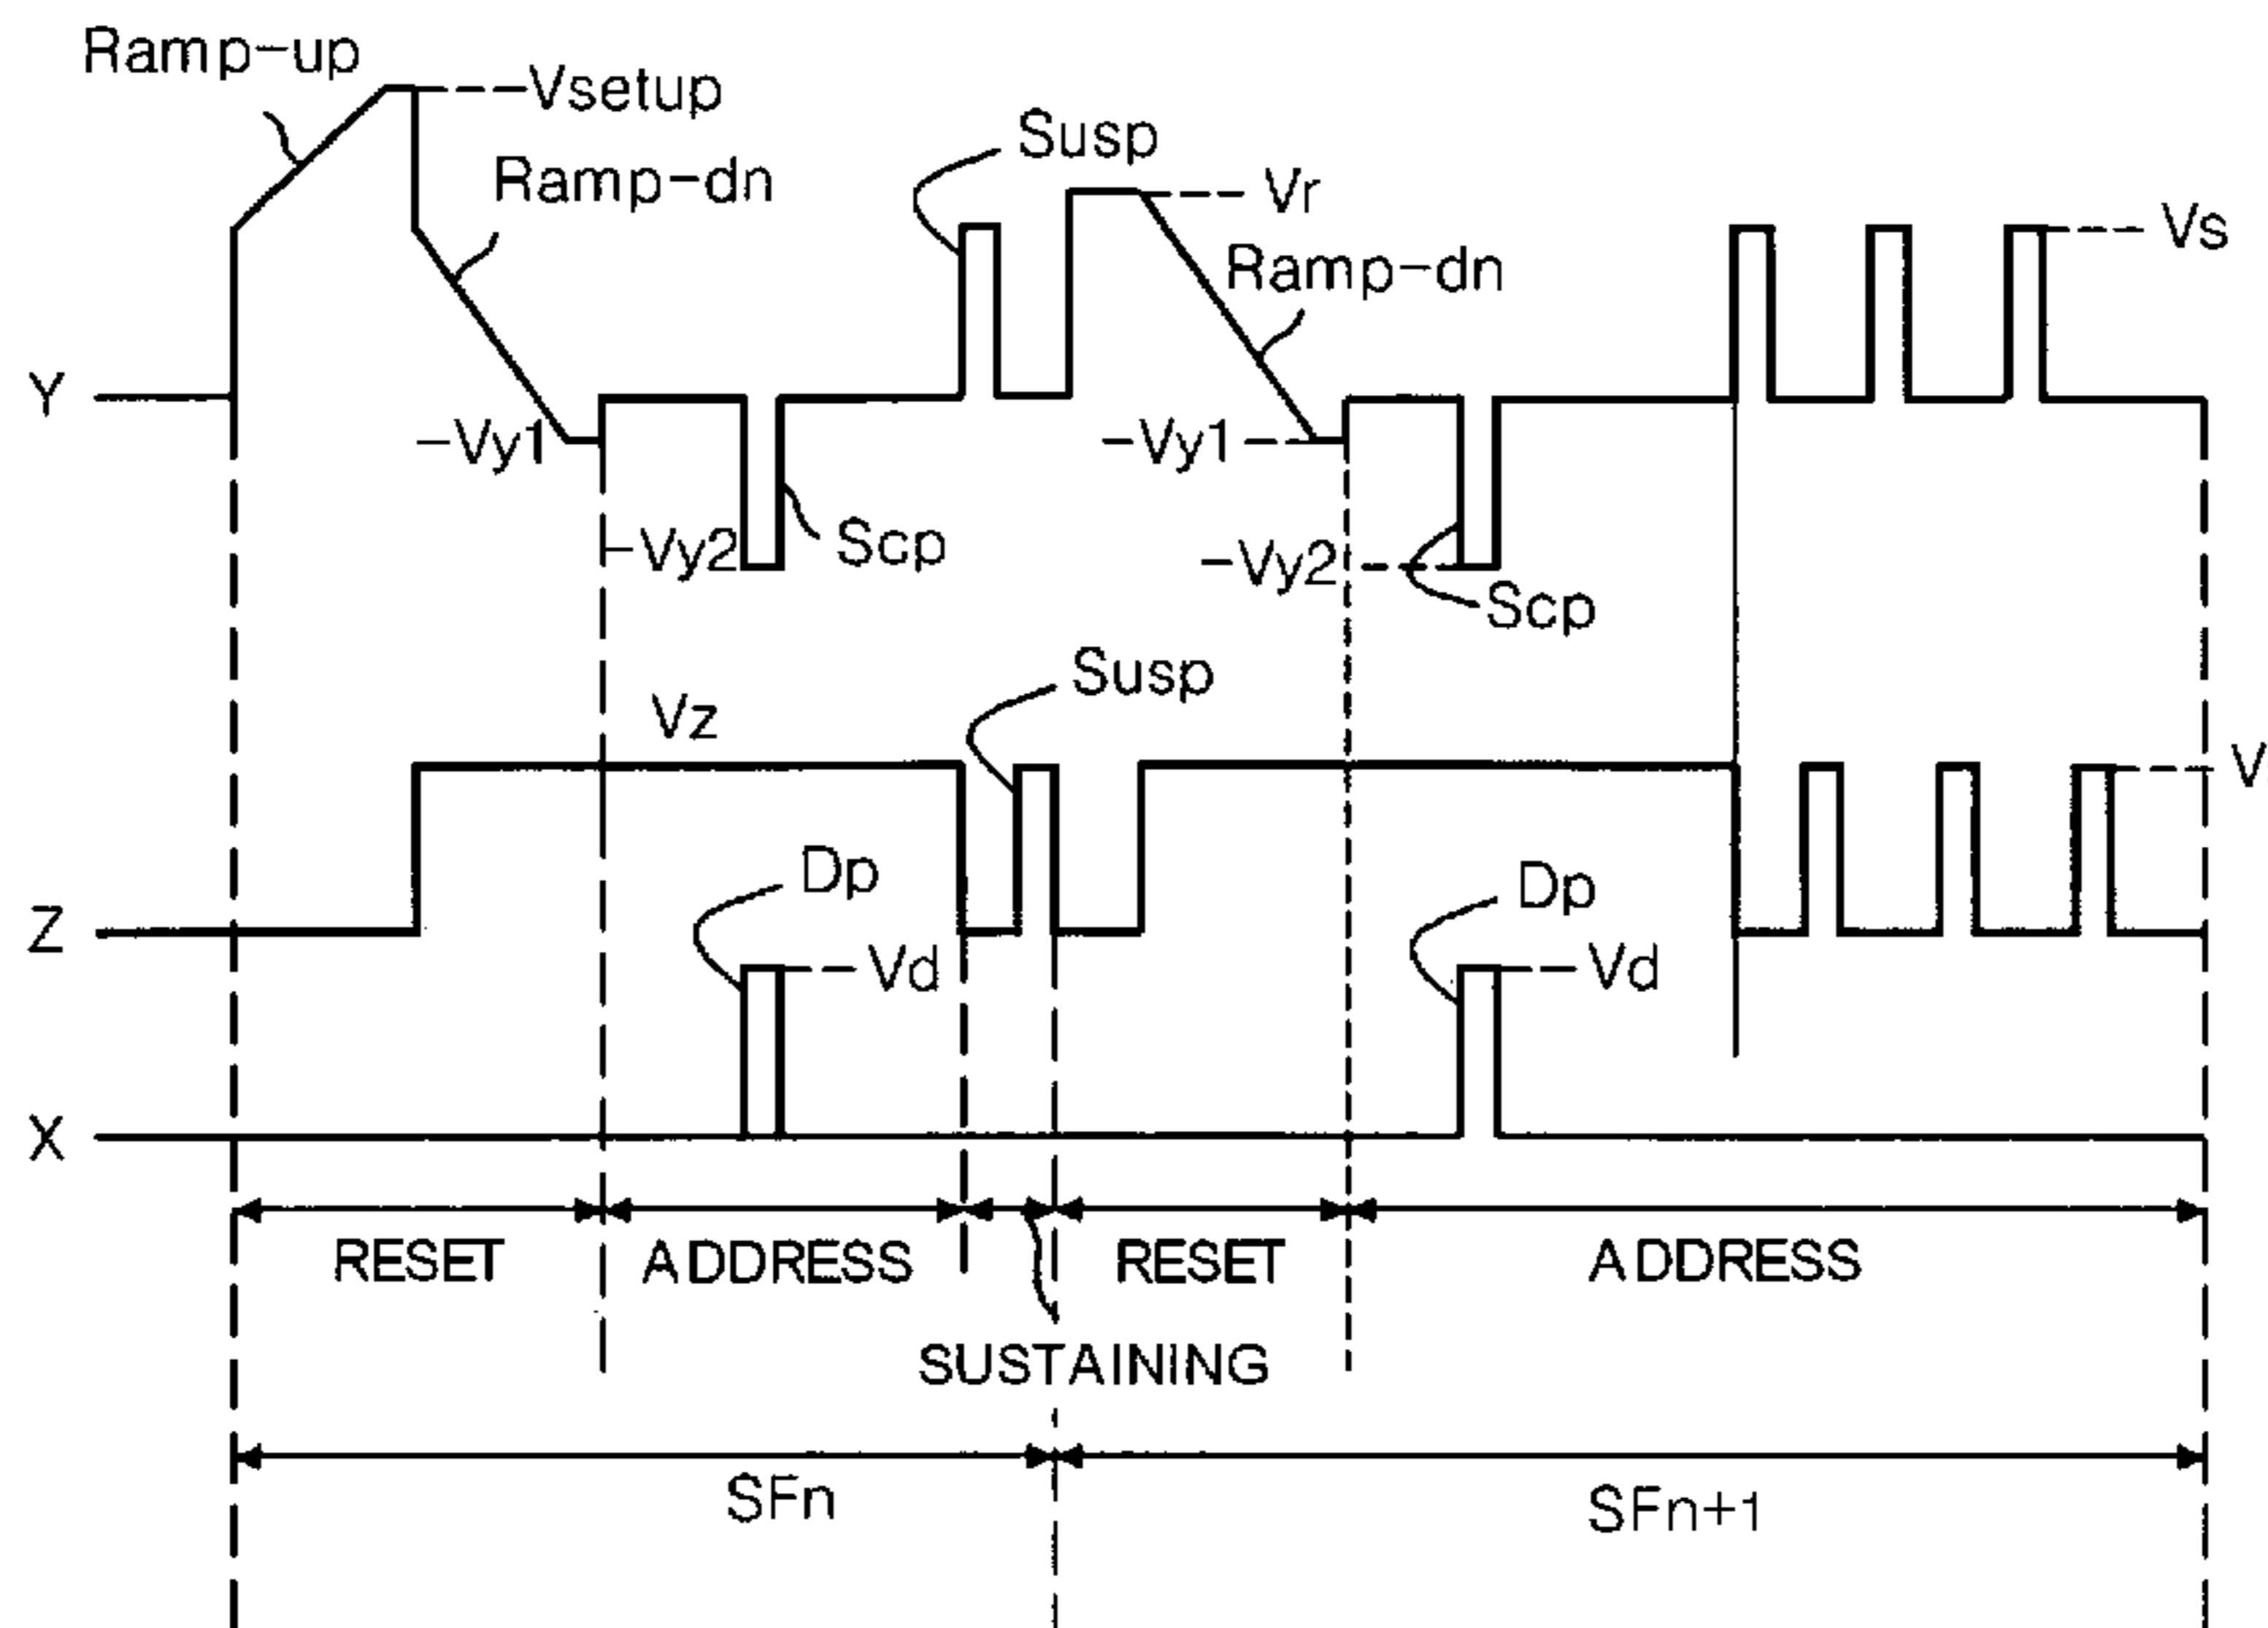 Ramp-up
Vsetup
Ramp-dn
Susp
Vr
Ramp-dn
Vs
Y
-Vy1
-Vy1
-Vy2
Scp
-Vy2
Scp
Susp
Vz
V
Dp
Dp
Z
Vd
Vd
X
RESET
ADDRESS
RESET
ADDRESS
SUSTAINING
SFn
SFn+1